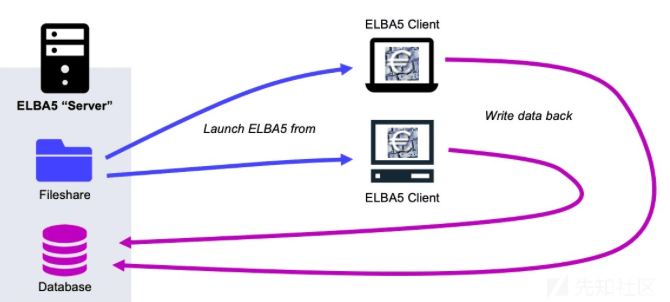 ELBA5 Client
ELBA5 "Server"
Launch ELBA5 from
Write data back
Fileshare
ELBA5 Client
Database
先知社区